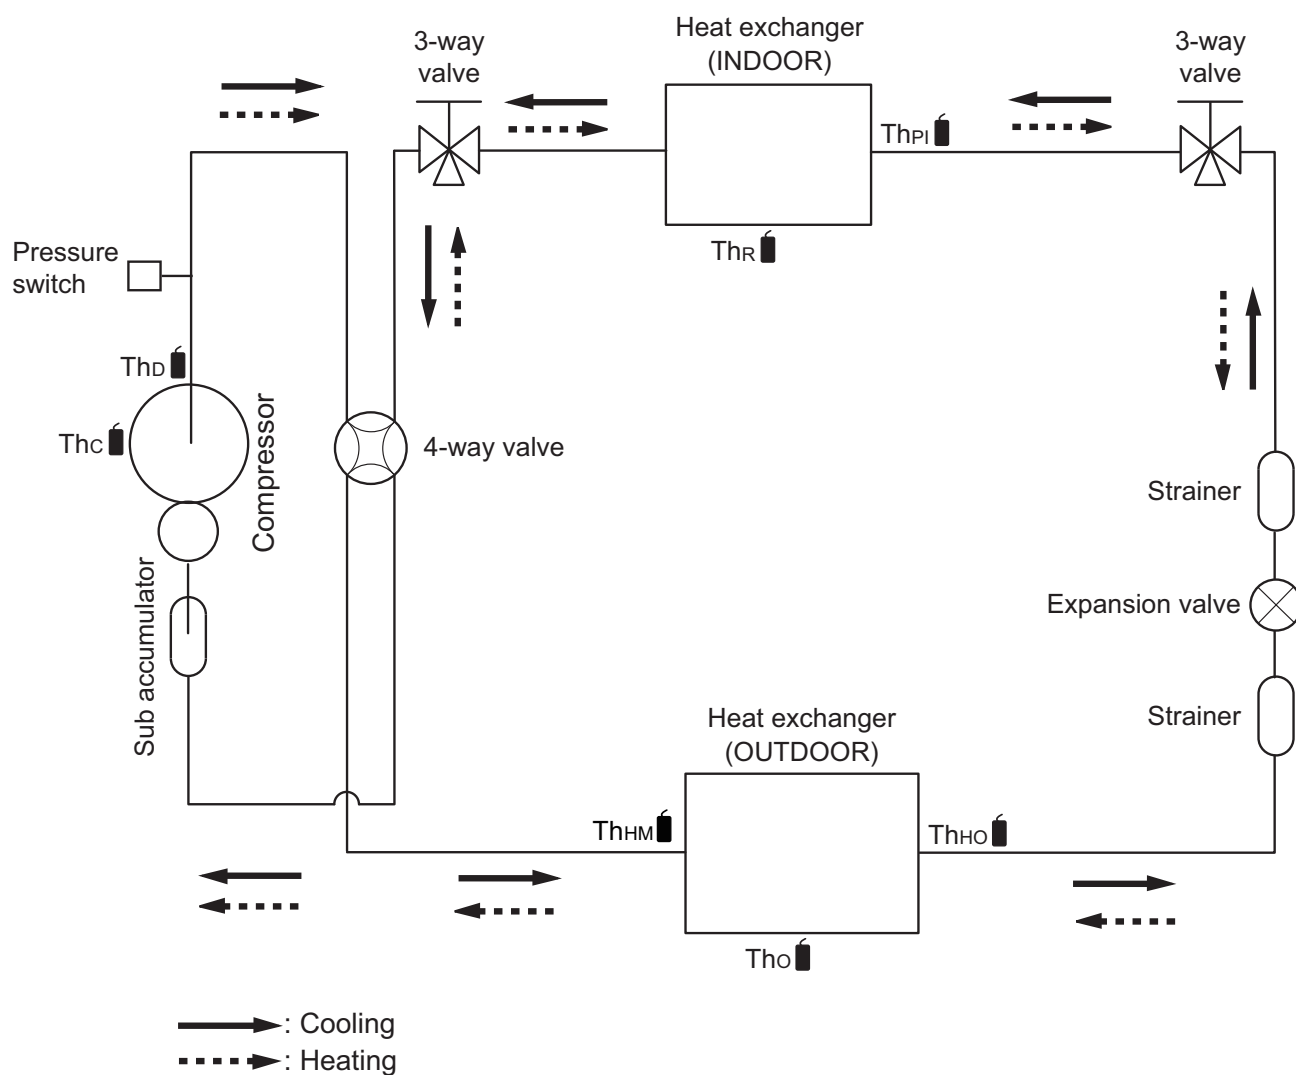 3-way
valve
Heat exchanger
(INDOOR)
3-way
valve
ThPI
ThR
Pressure
switch
ThD
ThC
Compressor
4-way valve
Strainer
Expansion valve
Sub accumulator
Strainer
Heat exchanger
(OUTDOOR)
ThHM
ThHO
ThO
: Cooling
: Heating